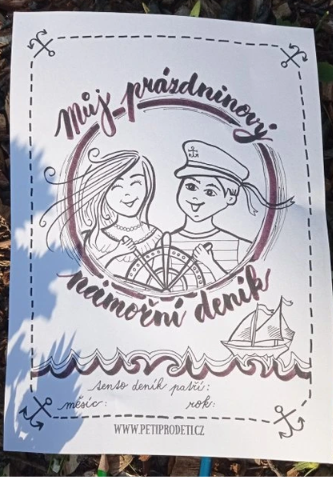 Můj prázdninový
námořní deník
tento deník patří:
měsíc: rok:
WWW.PETIPRODETI.CZ